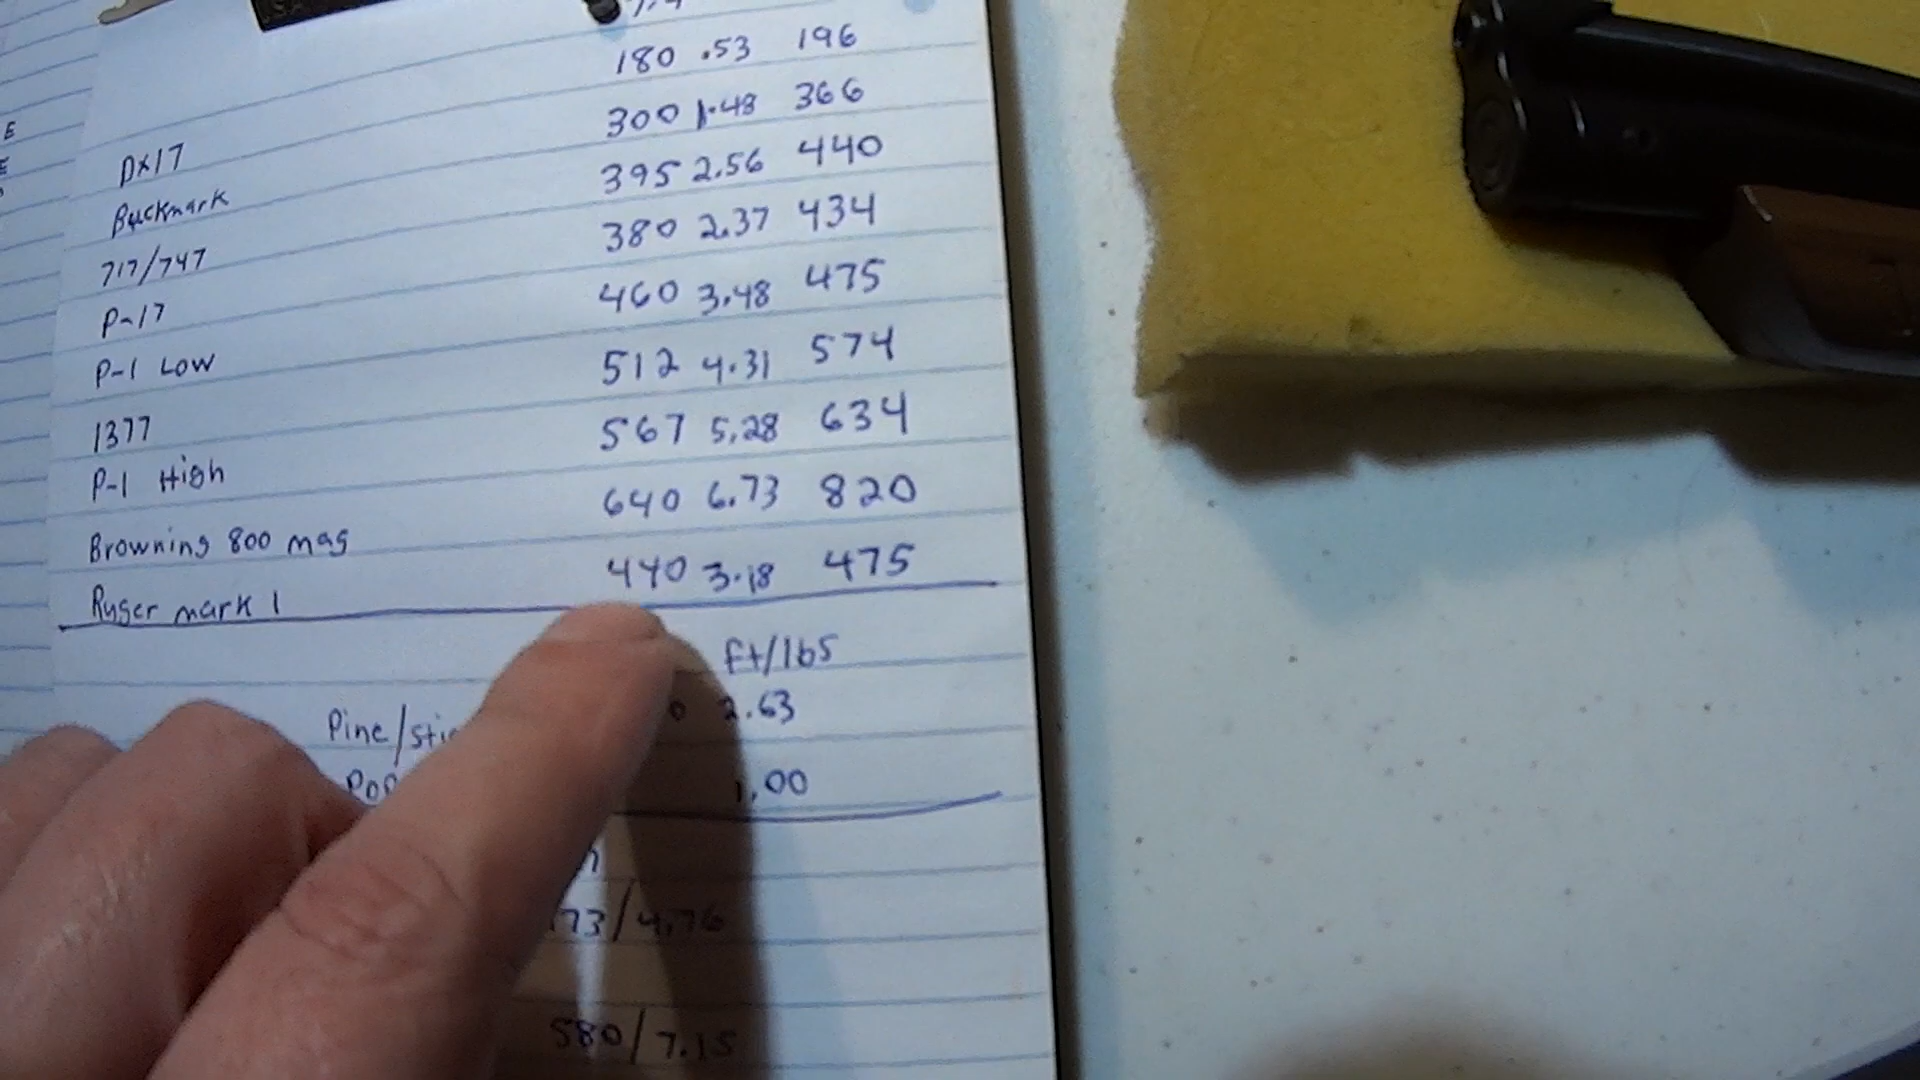 E
E
DX17 180 .53 196
Buckmark 300 1.48 366
717/747 395 2.56 440
P-17 380 2.37 434
P-1 Low 460 3.48 475
1377 512 4.31 574
P-1 High 567 5.28 634
Browning 800 mag 640 6.73 820
Ruger mark 1 440 3.18 475
ft/lbs
Pine/ 2.63
1.00
73/4.76
580/7.15